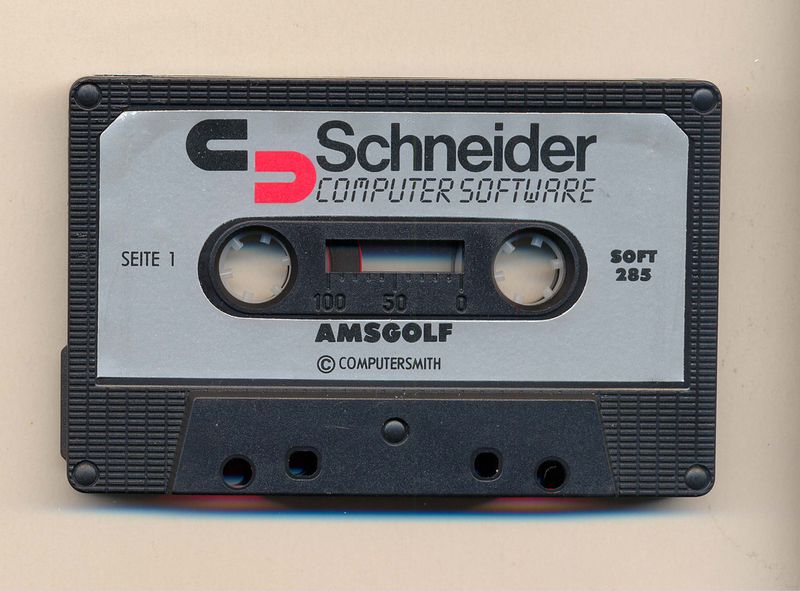 Schneider
COMPUTER SOFTWARE
SEITE 1
SOFT
285
100 50 0
AMSGOLF
© COMPUTERSMITH